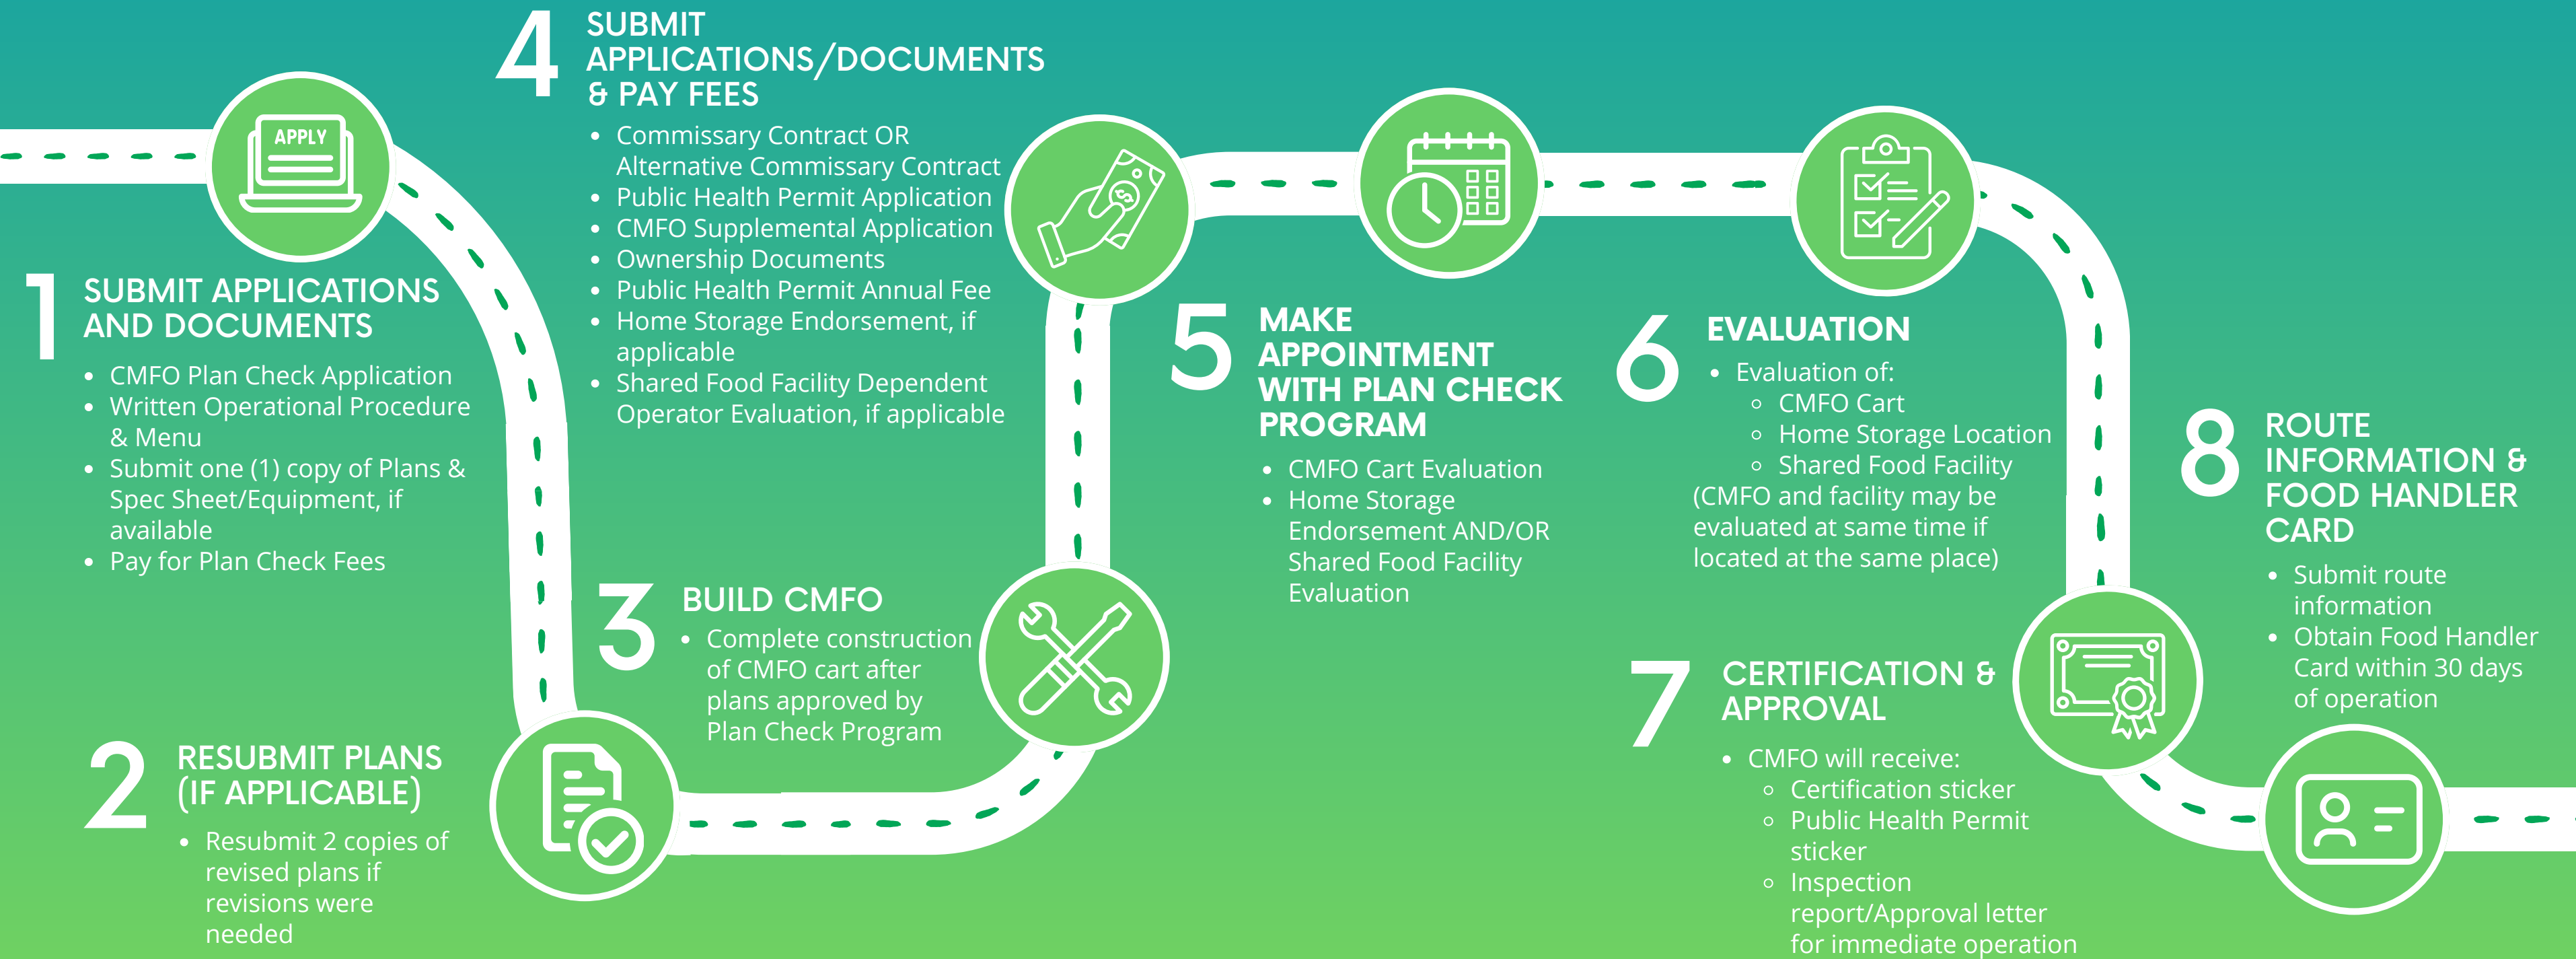 APPLY
1
SUBMIT APPLICATIONS
AND DOCUMENTS
• CMFO Plan Check Application
• Written Operational Procedure
& Menu
• Submit one (1) copy of Plans &
Spec Sheet/Equipment, if
available
• Pay for Plan Check Fees
2
RESUBMIT PLANS
(IF APPLICABLE)
• Resubmit 2 copies of
revised plans if
revisions were
needed
3
BUILD CMFO
• Complete construction
of CMFO cart after
plans approved by
Plan Check Program
4
SUBMIT
APPLICATIONS/DOCUMENTS
& PAY FEES
• Commissary Contract OR
Alternative Commissary Contract
• Public Health Permit Application
• CMFO Supplemental Application
• Ownership Documents
• Public Health Permit Annual Fee
• Home Storage Endorsement, if
applicable
• Shared Food Facility Dependent
Operator Evaluation, if applicable
$
5
MAKE
APPOINTMENT
WITH PLAN CHECK
PROGRAM
• CMFO Cart Evaluation
• Home Storage
Endorsement AND/OR
Shared Food Facility
Evaluation
6
EVALUATION
• Evaluation of:
◦ CMFO Cart
◦ Home Storage Location
◦ Shared Food Facility
(CMFO and facility may be
evaluated at same time if
located at the same place)
7
CERTIFICATION &
APPROVAL
• CMFO will receive:
◦ Certification sticker
◦ Public Health Permit
sticker
◦ Inspection
report/Approval letter
for immediate operation
8
ROUTE
INFORMATION &
FOOD HANDLER
CARD
• Submit route
information
• Obtain Food Handler
Card within 30 days
of operation